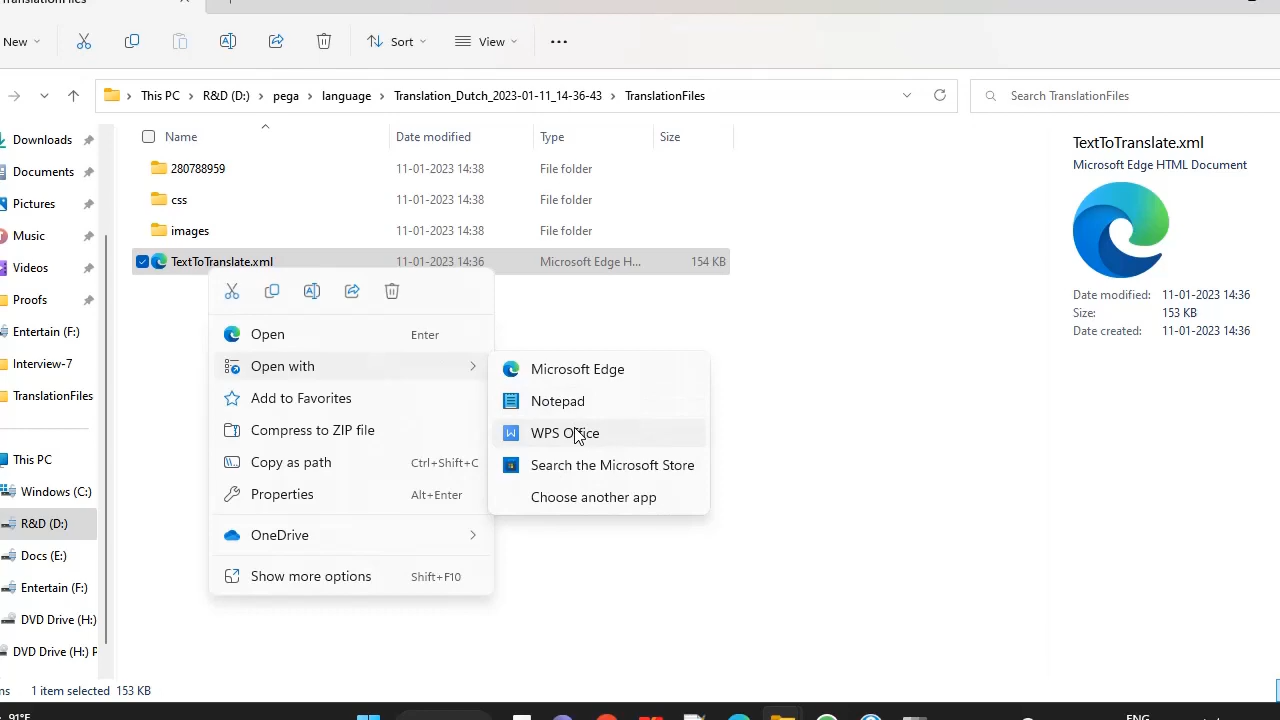 TranslationFiles
New
Sort
View
This PC
R&D (D:)
pega
language
Translation_Dutch_2023-01-11_14-36-43
TranslationFiles
Search TranslationFiles
Downloads
Documents
Pictures
Music
Videos
Proofs
Entertain (F:)
Interview-7
TranslationFiles
This PC
Windows (C:)
R&D (D:)
Docs (E:)
Entertain (F:)
DVD Drive (H:)
DVD Drive (H:) P
Name
Date modified
Type
Size
280788959 11-01-2023 14:38 File folder
css 11-01-2023 14:38 File folder
images 11-01-2023 14:38 File folder
TextToTranslate.xml 11-01-2023 14:36 Microsoft Edge H... 154 KB
Open Enter
Open with
Add to Favorites
Compress to ZIP file
Copy as path Ctrl+Shift+C
Properties Alt+Enter
OneDrive
Show more options Shift+F10
Microsoft Edge
Notepad
WPS Office
Search the Microsoft Store
Choose another app
TextToTranslate.xml
Microsoft Edge HTML Document
Date modified: 11-01-2023 14:36
Size: 153 KB
Date created: 11-01-2023 14:36
ms 1 item selected 153 KB
91°F
ENG